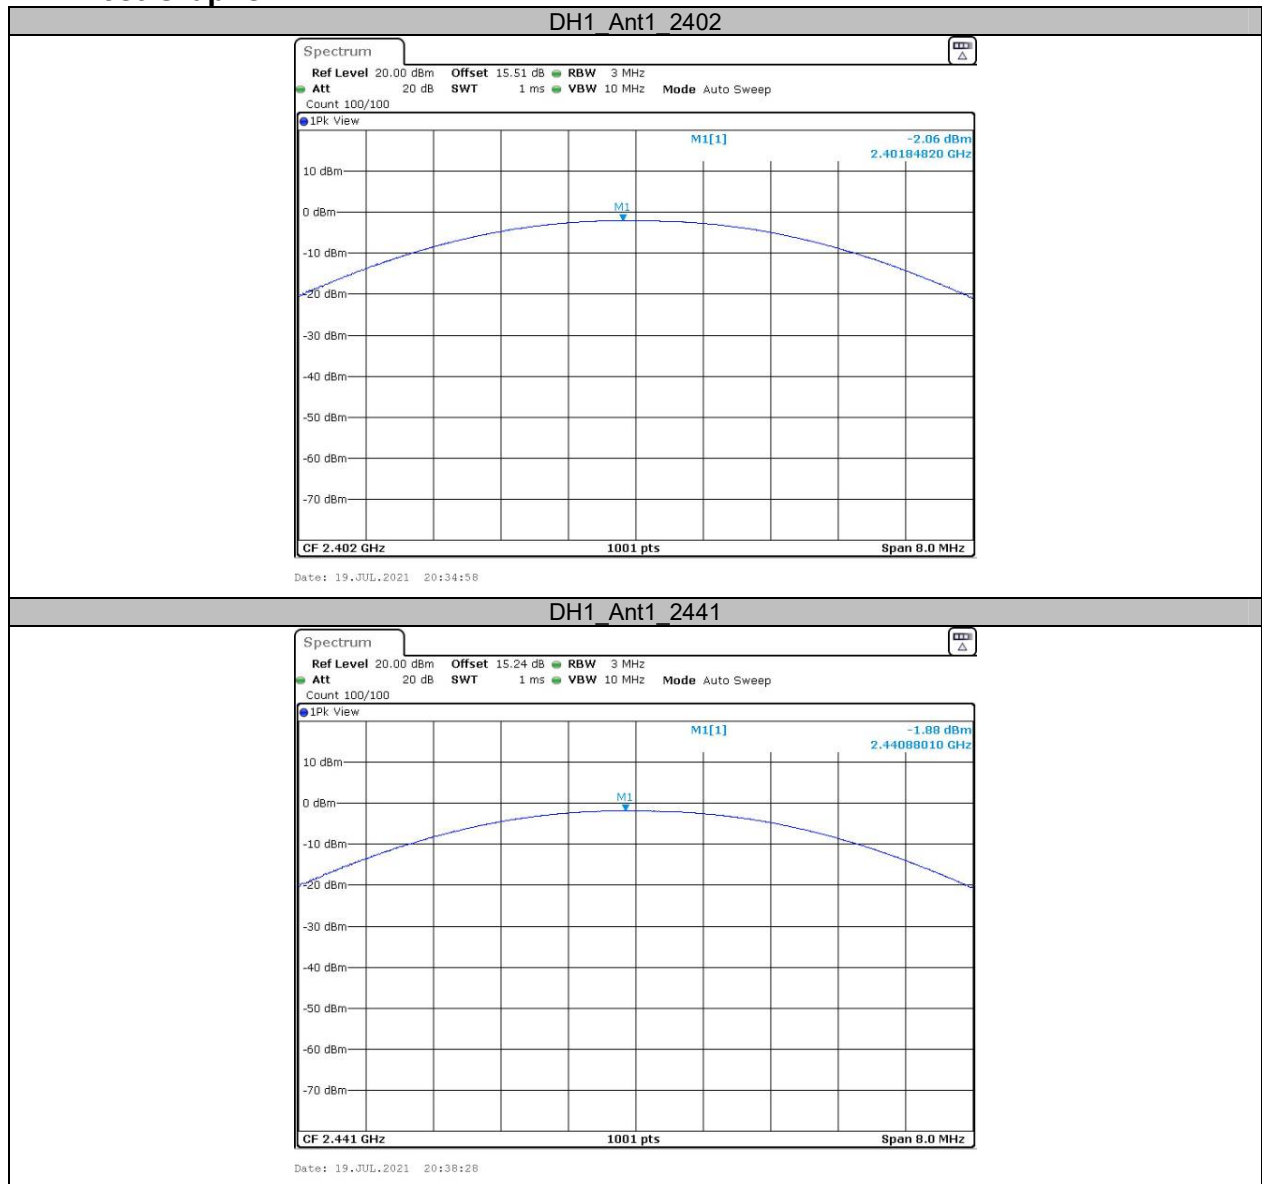 DH1_Ant1_2402
Spectrum
Ref Level 20.00 dBm Offset 15.51 dB RBW 3 MHz
Att 20 dB SWT 1 ms VBW 10 MHz Mode Auto Sweep
Count 100/100
1Pk View
M1[1] -2.06 dBm
2.40184820 GHz
10 dBm
M1
0 dBm
-10 dBm
-20 dBm
-30 dBm
-40 dBm
-50 dBm
-60 dBm
-70 dBm
CF 2.402 GHz 1001 pts Span 8.0 MHz
Date: 19.JUL.2021 20:34:58
DH1_Ant1_2441
Spectrum
Ref Level 20.00 dBm Offset 15.24 dB RBW 3 MHz
Att 20 dB SWT 1 ms VBW 10 MHz Mode Auto Sweep
Count 100/100
1Pk View
M1[1] -1.88 dBm
2.44088010 GHz
10 dBm
M1
0 dBm
-10 dBm
-20 dBm
-30 dBm
-40 dBm
-50 dBm
-60 dBm
-70 dBm
CF 2.441 GHz 1001 pts Span 8.0 MHz
Date: 19.JUL.2021 20:38:28